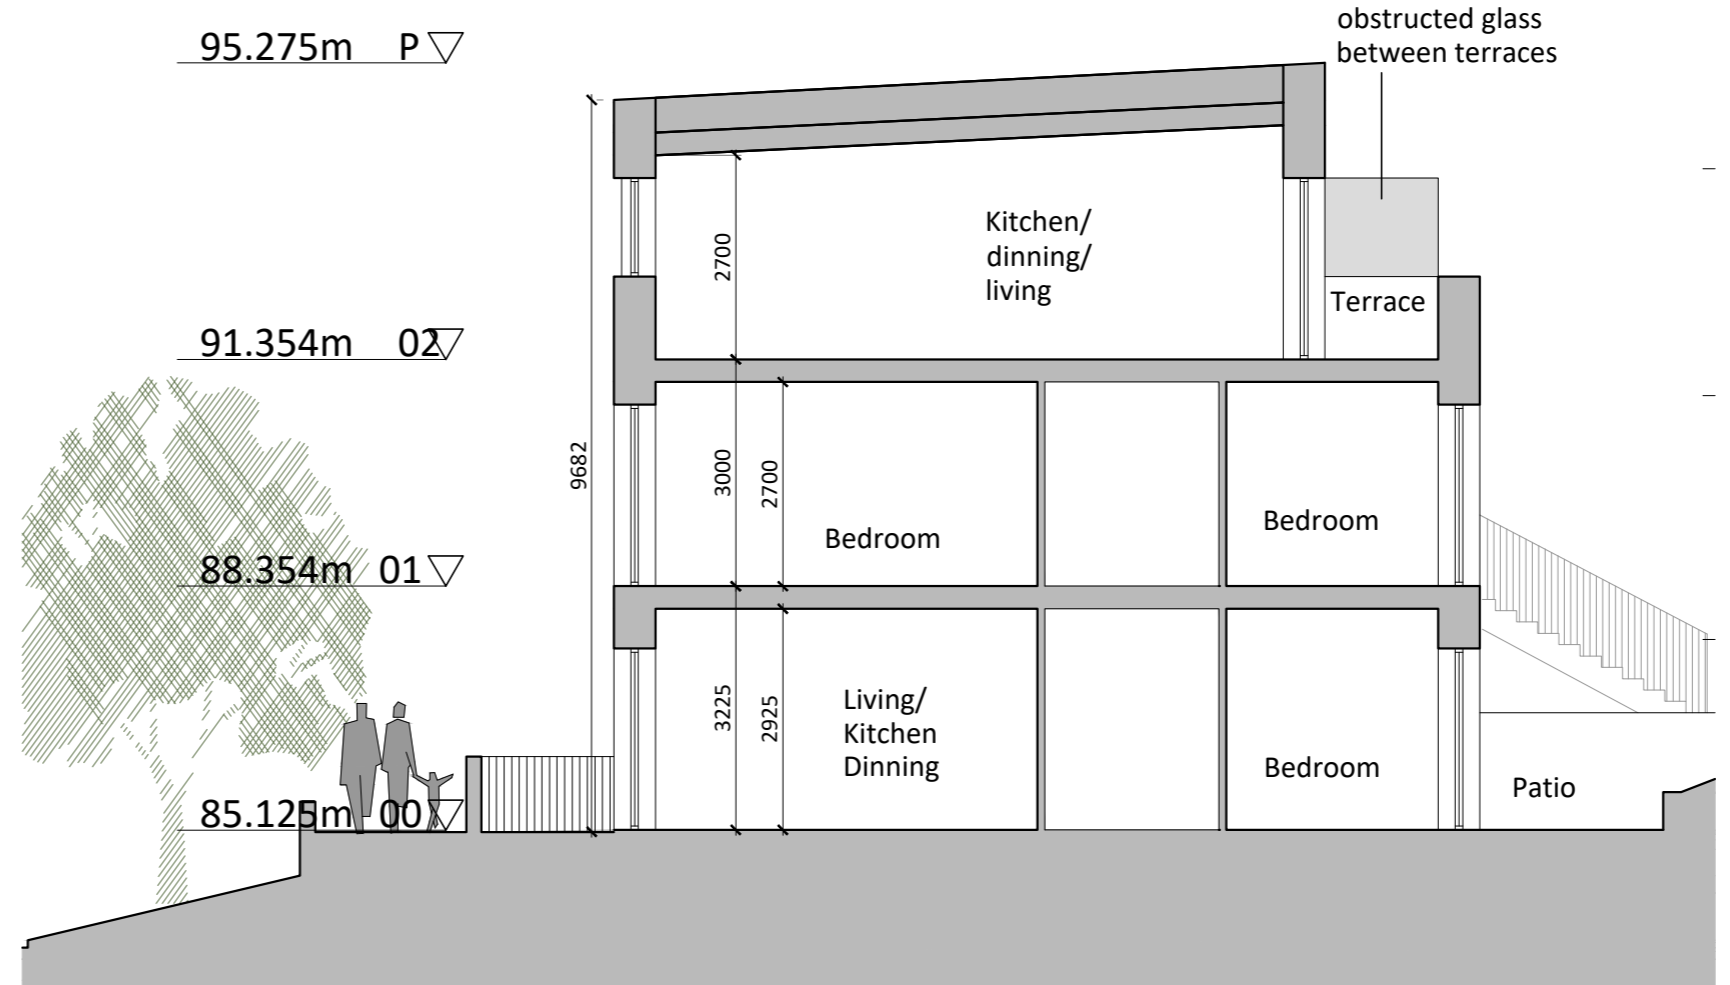 obstructed glass
between terraces
95.275m P
Kitchen/
dinning/
living
2700
Terrace
91.354m 02
9682
3000
2700
Bedroom
Bedroom
88.354m 01
3225
2925
Living/
Kitchen
Dinning
Bedroom
Patio
85.125m 00